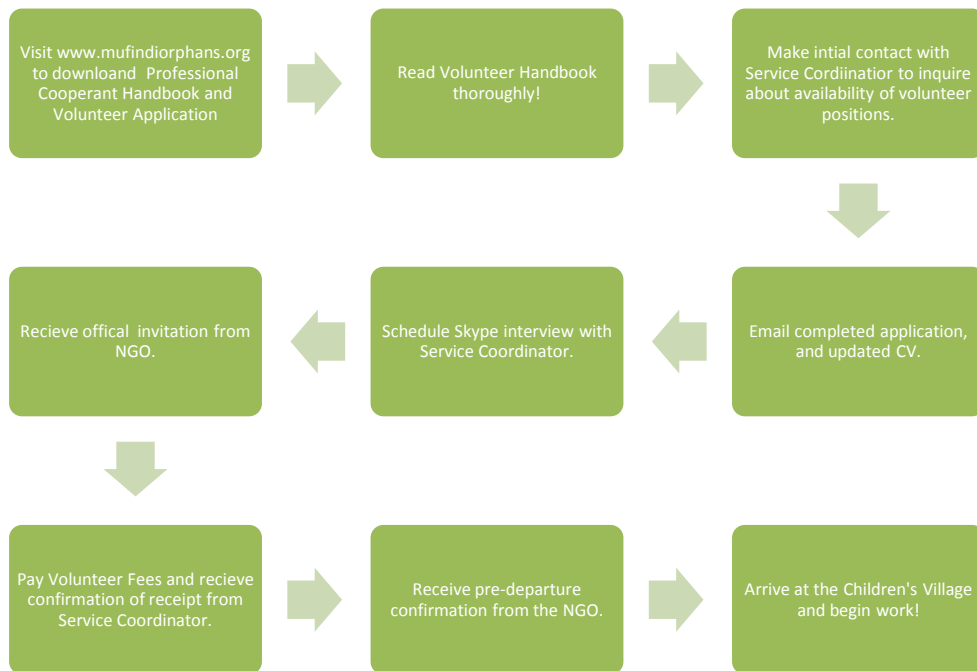 Visit www.mufindiorphans.org
to downloand Professional
Cooperant Handbook and
Volunteer Application
Read Volunteer Handbook
thoroughly!
Make intial contact with
Service Cordiinatior to inquire
about availability of volunteer
positions.
Email completed application,
and updated CV.
Schedule Skype interview with
Service Coordinator.
Recieve offical invitation from
NGO.
Pay Volunteer Fees and recieve
confirmation of receipt from
Service Coordinator.
Receive pre-departure
confirmation from the NGO.
Arrive at the Children's Village
and begin work!